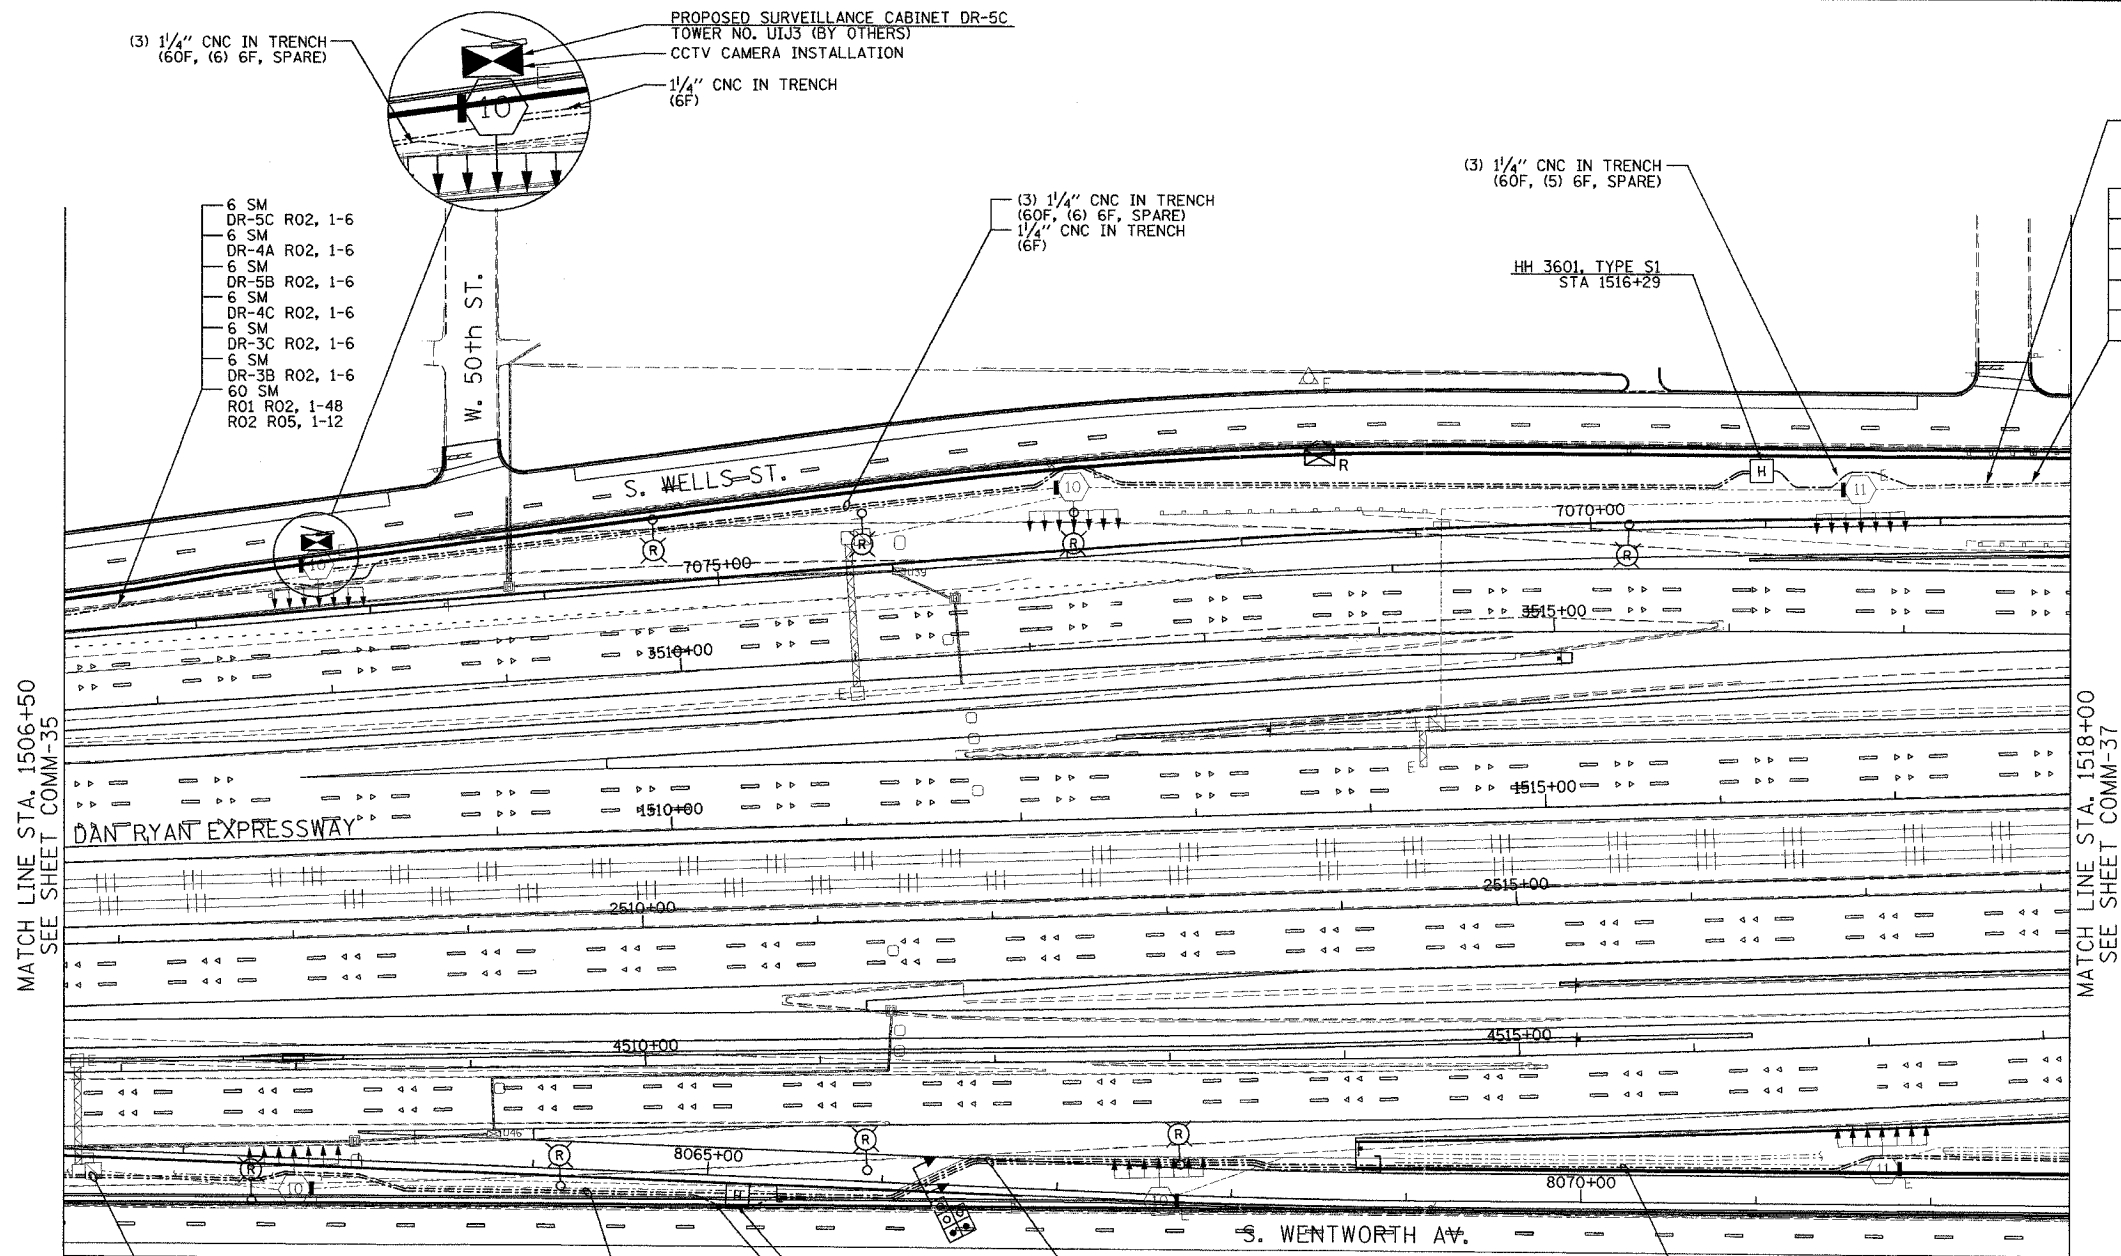 PROPOSED SURVEILLANCE CABINET DR-5C
TOWER NO. UIJ3 (BY OTHERS)
CCTV CAMERA INSTALLATION
(3) 1¼" CNC IN TRENCH
(60F, (6) 6F, SPARE)
1¼" CNC IN TRENCH
(6F)
10
6 SM
DR-5C R02, 1-6
6 SM
DR-4A R02, 1-6
6 SM
DR-5B R02, 1-6
6 SM
DR-4C R02, 1-6
6 SM
DR-3C R02, 1-6
6 SM
DR-3B R02, 1-6
60 SM
R01 R02, 1-48
R02 R05, 1-12
W. 50th ST.
(3) 1¼" CNC IN TRENCH
(60F, (6) 6F, SPARE)
1¼" CNC IN TRENCH
(6F)
(3) 1¼" CNC IN TRENCH
(60F, (5) 6F, SPARE)
HH 3601, TYPE S1
STA 1516+29
E
S. WELLS ST.
R
H
E
10
11
10
7070+00
R
R
R
R
7075+00
3515+00
3510+00
E
E
1515+00
1510+00
DAN RYAN EXPRESSWAY
2515+00
2510+00
4515+00
4510+00
E
R
R
R
R
8065+00
10
H
10
11
E
8070+00
S. WENTWORTH AV.
MATCH LINE STA. 1506+50
SEE SHEET COMM-35
MATCH LINE STA. 1518+00
SEE SHEET COMM-37